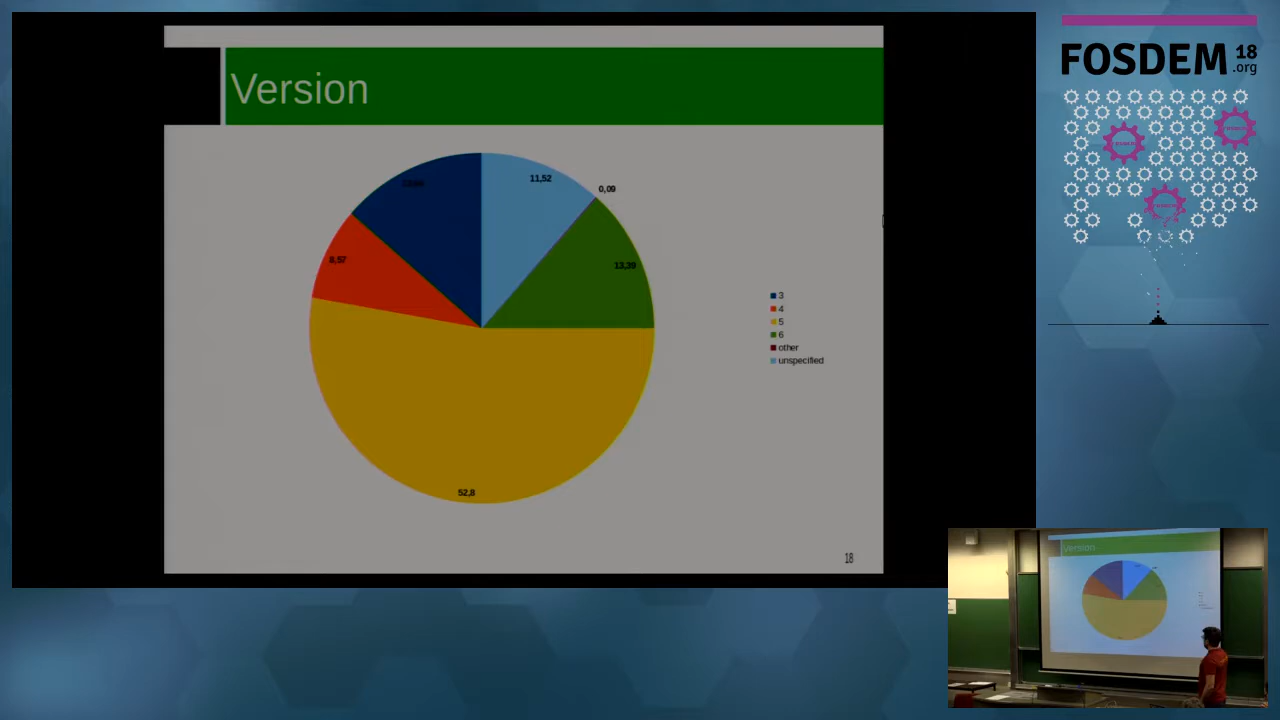 Version
11,52
0,09
13,39
8,57
52,8
3
4
5
6
other
unspecified
18
FOSDEM 18
.org
Version